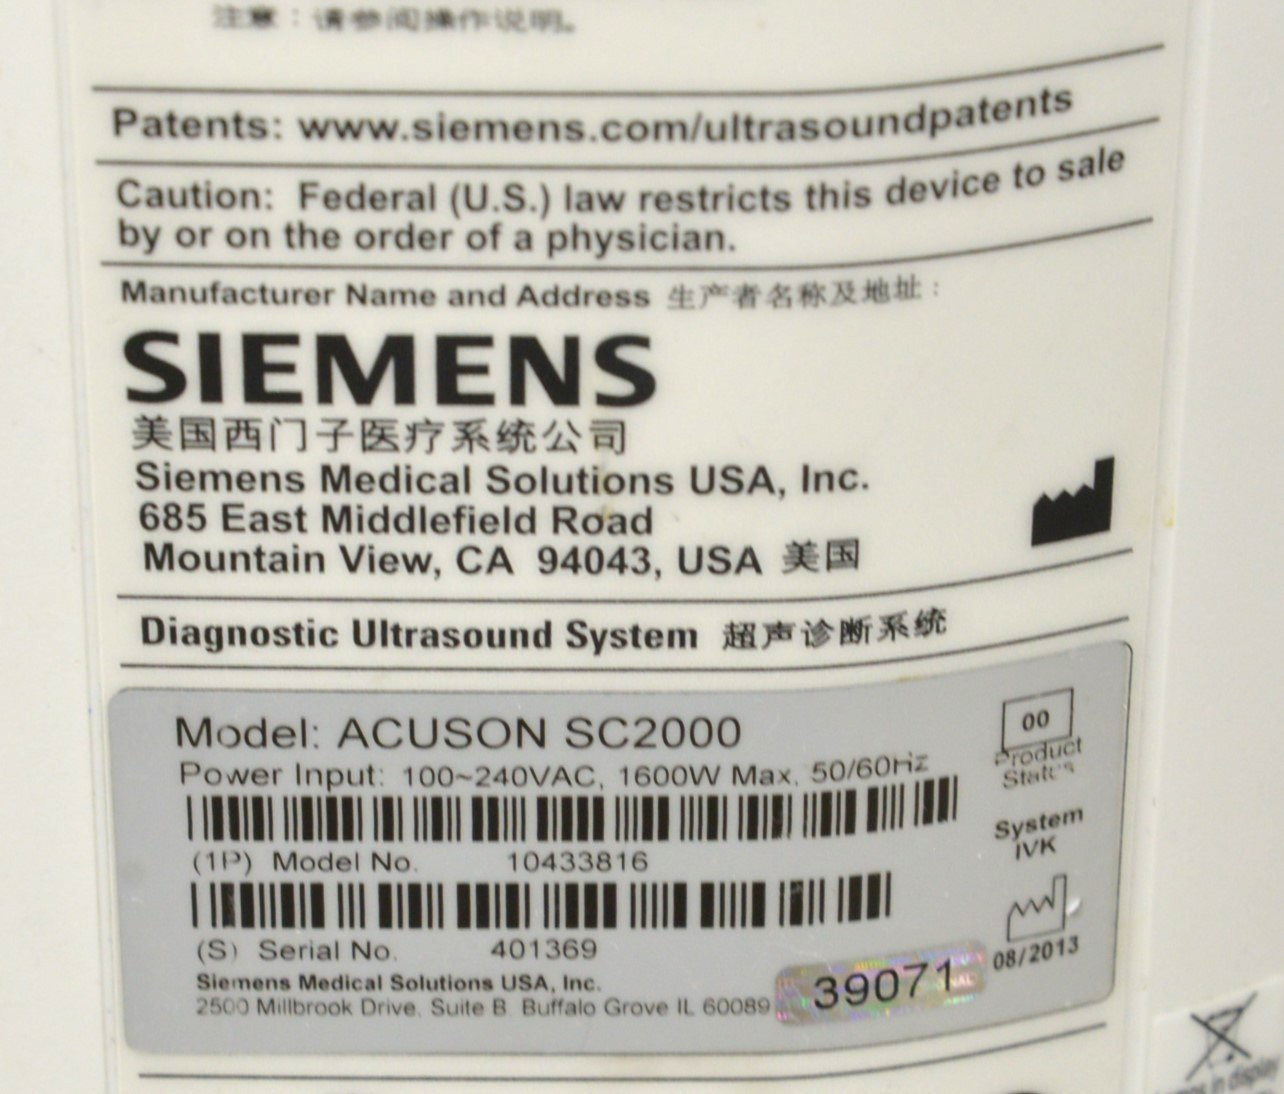 注意：请参阅操作说明。
Patents: www.siemens.com/ultrasoundpatents
Caution: Federal (U.S.) law restricts this device to sale
by or on the order of a physician.
Manufacturer Name and Address 生产者名称及地址：
SIEMENS
美国西门子医疗系统公司
Siemens Medical Solutions USA, Inc.
685 East Middlefield Road
Mountain View, CA 94043, USA 美国
Diagnostic Ultrasound System 超声诊断系统
Model: ACUSON SC2000
Power Input: 100~240VAC, 1600W Max, 50/60Hz
00
Product
Status
(1P) Model No. 10433816
System
IVK
(S) Serial No. 401369
08/2013
Siemens Medical Solutions USA, Inc.
2500 Millbrook Drive, Suite B Buffalo Grove IL 60089
39071
in display